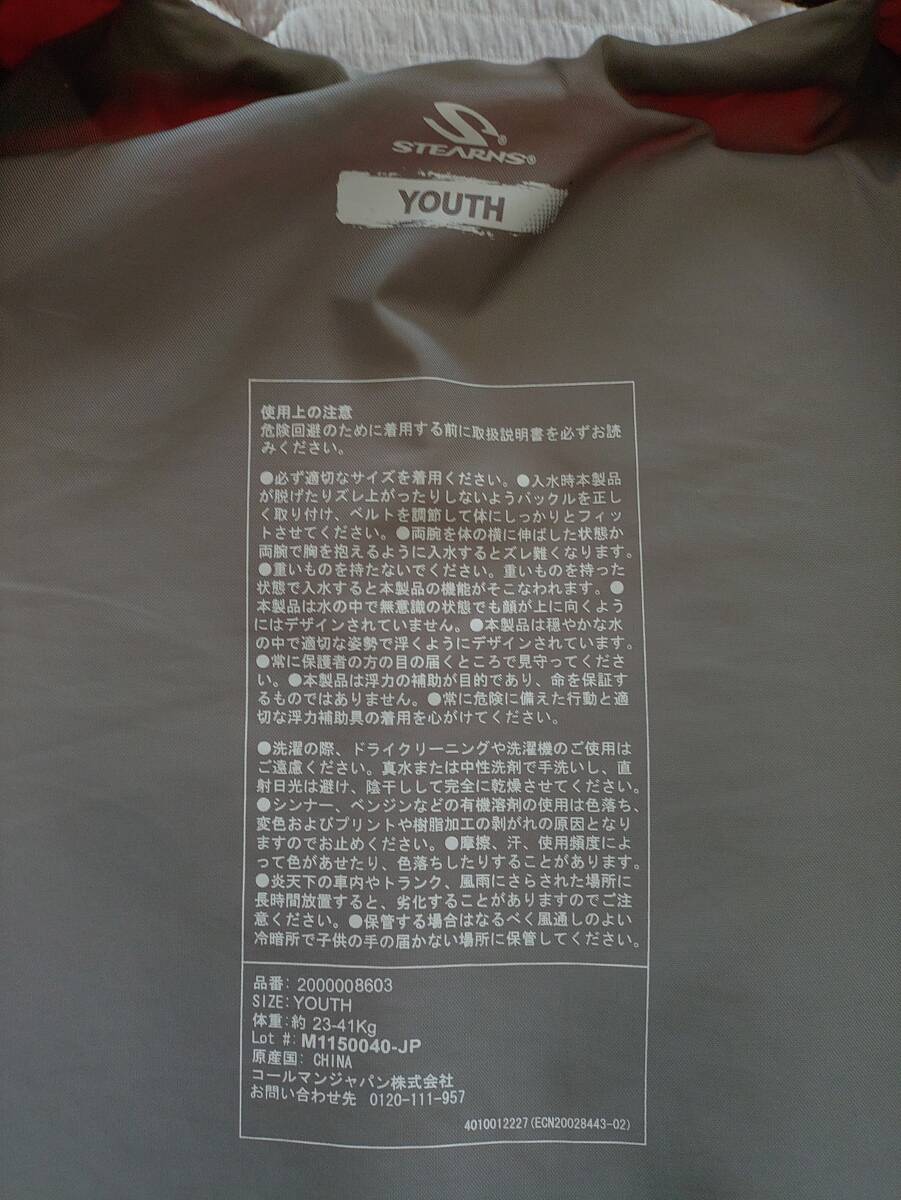 STEARNS®
YOUTH
使用上の注意
危険回避のために着用する前に取扱説明書を必ずお読
みください。
●必ず適切なサイズを着用ください。●入水時本製品
が脱げたりズレ上がったりしないようバックルを正し
く取り付け、ベルトを調節して体にしっかりとフィッ
トさせてください。●両腕を体の横に伸ばした状態か
両腕で胸を抱えるように入水するとズレ難くなります。
●重いものを持たないでください。重いものを持った
状態で入水すると本製品の機能がそこなわれます。●
本製品は水の中で無意識の状態でも顔が上に向くよう
にはデザインされていません。●本製品は穏やかな水
の中で適切な姿勢で浮くようにデザインされています。
●常に保護者の方の目の届くところで見守ってくださ
い。●本製品は浮力の補助が目的であり、命を保証す
るものではありません。●常に危険に備えた行動と適
切な浮力補助具の着用を心がけてください。
●洗濯の際、ドライクリーニングや洗濯機のご使用は
ご遠慮ください。真水または中性洗剤で手洗いし、直
射日光は避け、陰干しして完全に乾燥させてください。
●シンナー、ベンジンなどの有機溶剤の使用は色落ち、
変色およびプリントや樹脂加工の剥がれの原因となり
ますのでお止めください。●摩擦、汗、使用頻度によ
って色があせたり、色落ちしたりすることがあります。
●炎天下の車内やトランク、風雨にさらされた場所に
長時間放置すると、劣化することがありますのでご注
意ください。●保管する場合はなるべく風通しのよい
冷暗所で子供の手の届かない場所に保管してください。
品番: 2000008603
SIZE: YOUTH
体重: 約 23-41Kg
Lot #: M1150040-JP
原産国: CHINA
コールマンジャパン株式会社
お問い合わせ先 0120-111-957
4010012227(ECN20028443-02)